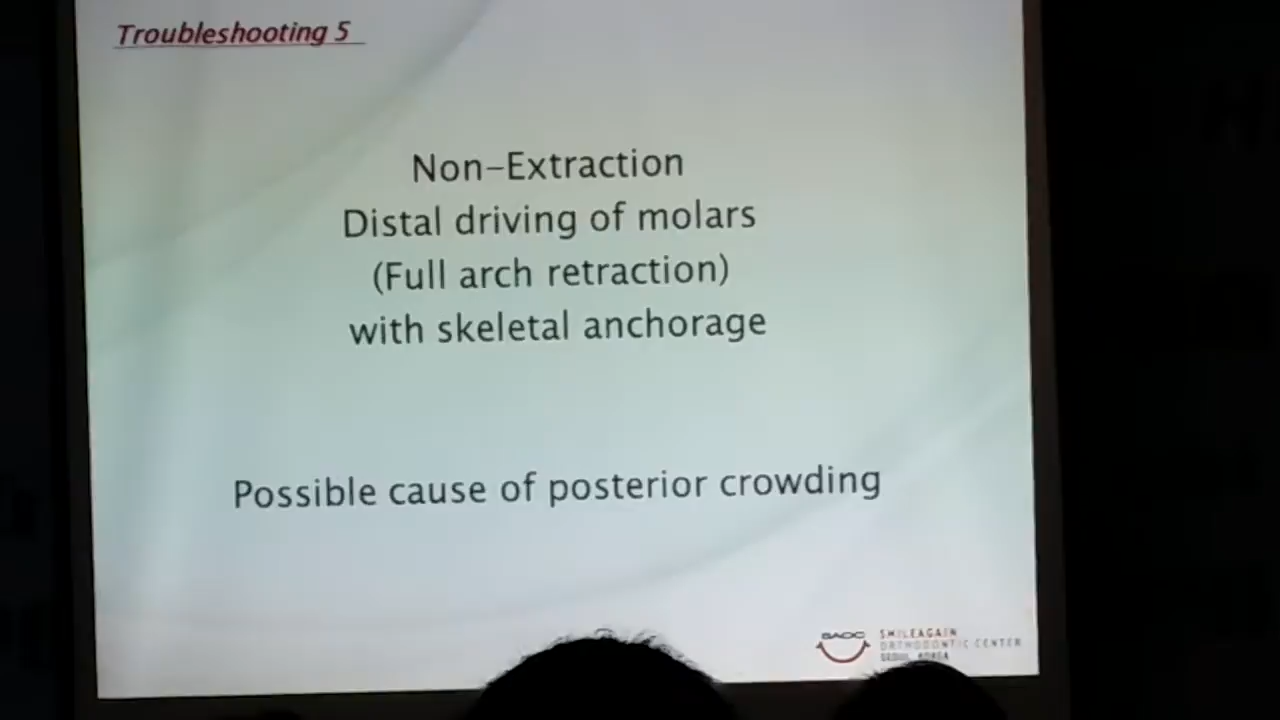 Troubleshooting 5
Non-Extraction
Distal driving of molars
(Full arch retraction)
with skeletal anchorage
Possible cause of posterior crowding
SAOC
SMILEAGAIN
ORTHODONTIC CENTER
SEOUL, KOREA